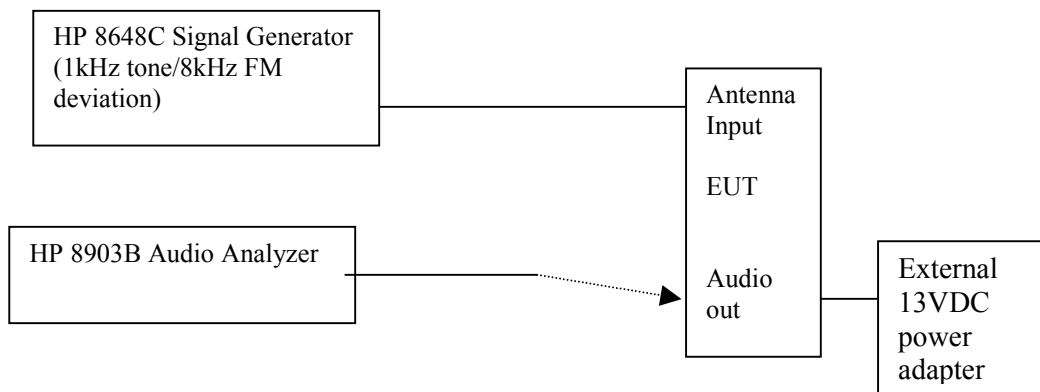 HP 8648C Signal Generator
(1kHz tone/8kHz FM
deviation)
Antenna
Input
EUT
HP 8903B Audio Analyzer
Audio
out
External
13VDC
power
adapter